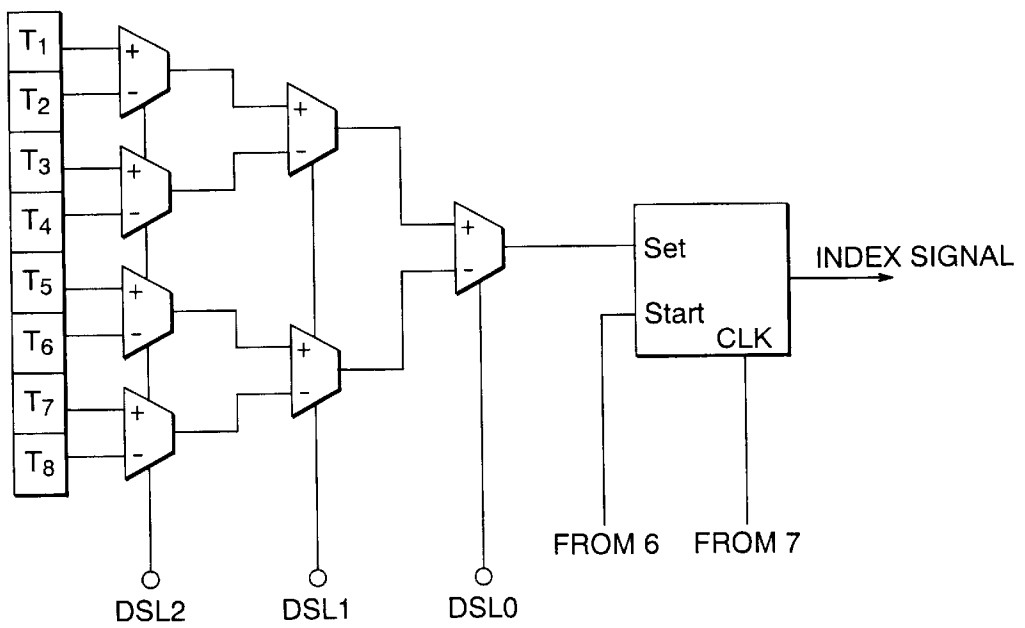 T1
+
T2
-
T3
+
T4
-
T5
+
T6
-
T7
+
T8
-
+
-
+
-
+
-
Set
Start
CLK
INDEX SIGNAL
FROM 6
FROM 7
DSL2
DSL1
DSL0